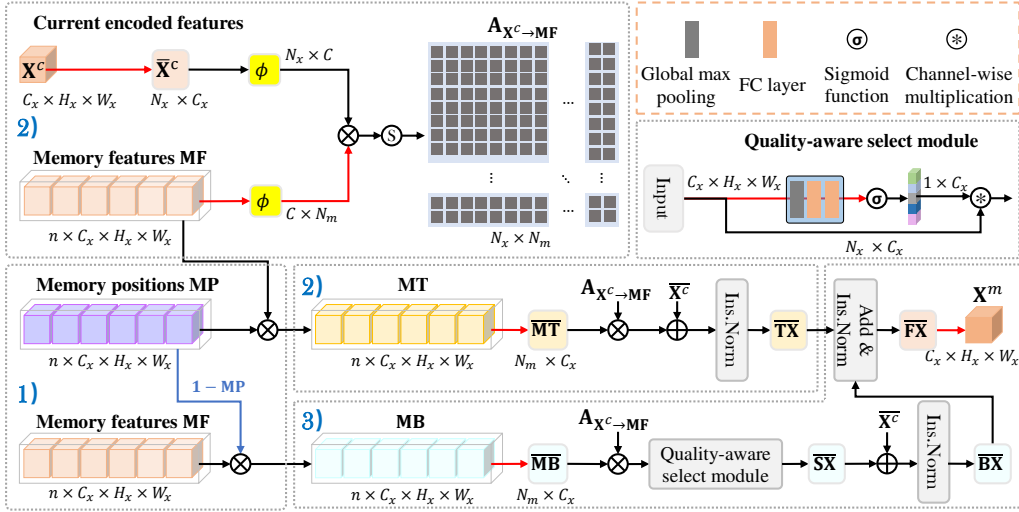 Current encoded features
X^c
X̅^c
ϕ
N_x × C
C_x × H_x × W_x
N_x × C_x
2)
Memory features MF
ϕ
C × N_m
n × C_x × H_x × W_x
S
A_{X^c→MF}
...
...
N_x × N_m
Global max
pooling
FC layer
σ
Sigmoid
function
Channel-wise
multiplication
Quality-aware select module
Input
C_x × H_x × W_x
σ
1 × C_x
N_x × C_x
Memory positions MP
n × C_x × H_x × W_x
1 − MP
1)
Memory features MF
n × C_x × H_x × W_x
2)
MT
n × C_x × H_x × W_x
M̅T̅
N_m × C_x
A_{X^c→MF}
X̅^c̅
Ins.Norm
T̅X̅
Add &
Ins.Norm
F̅X̅
X^m
C_x × H_x × W_x
3)
MB
n × C_x × H_x × W_x
M̅B̅
N_m × C_x
A_{X^c→MF}
Quality-aware
select module
S̅X̅
X̅^c̅
Ins.Norm
B̅X̅